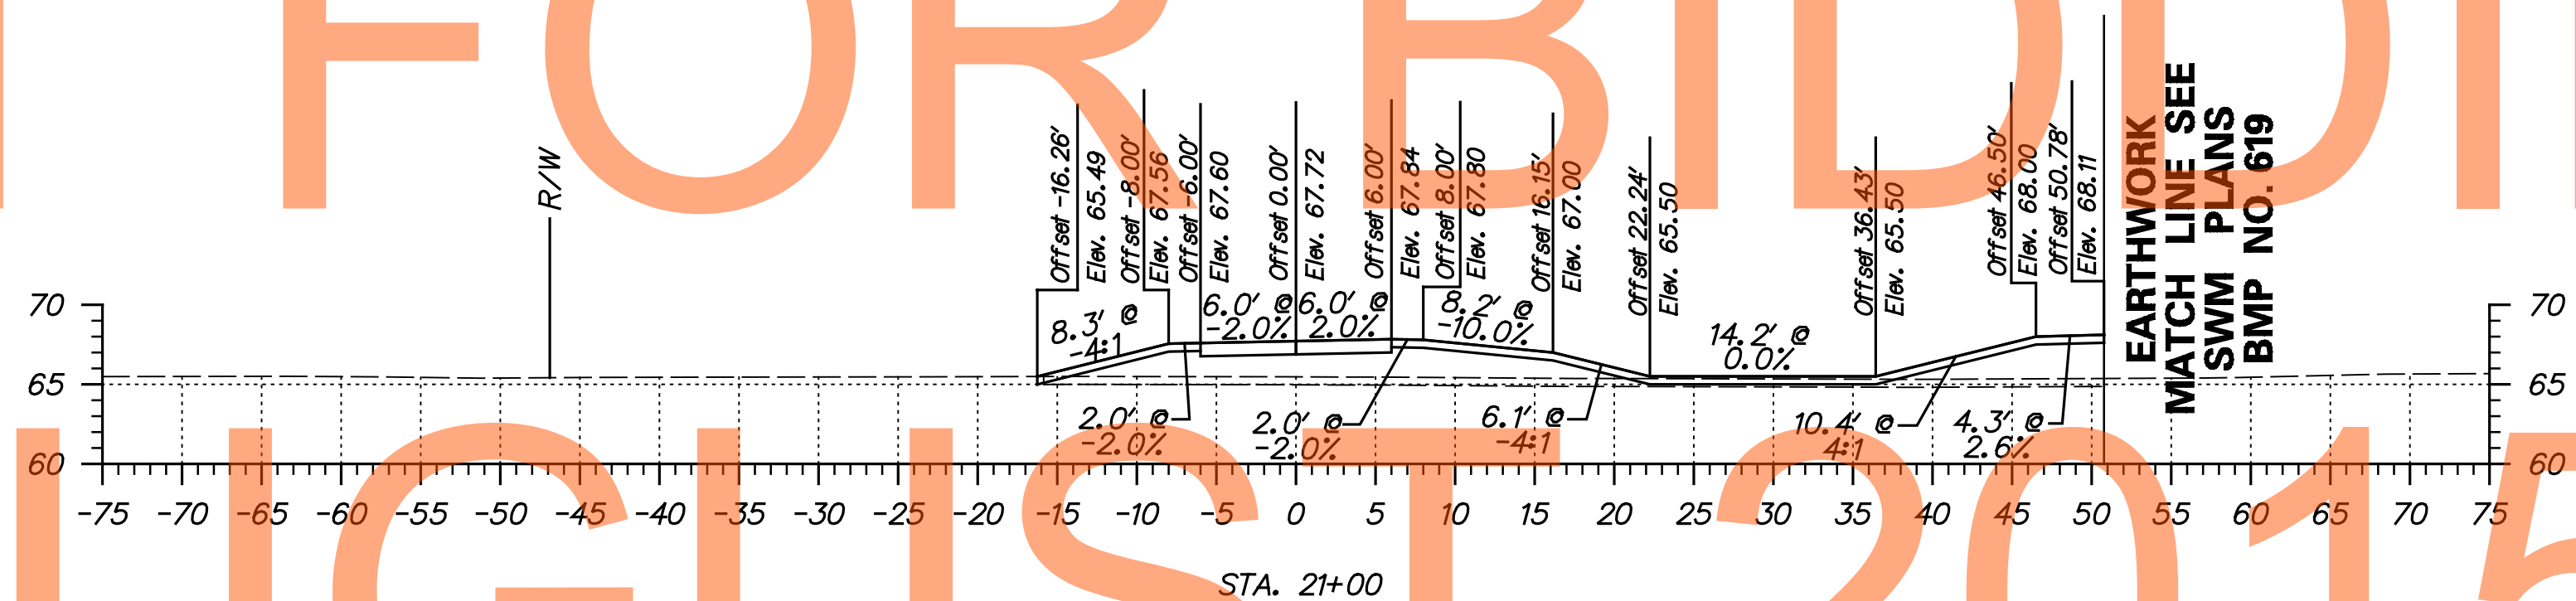 FOR BIDDI
UGUST 2015
R/W
Offset -16.26'
Elev. 65.49
Offset -8.00'
Elev. 67.56
Offset -6.00'
Elev. 67.60
Offset 0.00'
Elev. 67.72
Offset 6.00'
Elev. 67.84
Offset 8.00'
Elev. 67.80
Offset 16.15'
Elev. 67.00
Offset 22.24'
Elev. 65.50
Offset 36.43'
Elev. 65.50
Offset 46.50'
Elev. 68.00
Offset 50.78'
Elev. 68.11
EARTHWORK
MATCH LINE SEE
SWM PLANS
BMP NO. 619
8.3' @
-4:1
6.0' @
-2.0%
6.0' @
2.0%
8.2' @
-10.0%
14.2' @
0.0%
2.0' @
-2.0%
2.0' @
-2.0%
6.1' @
-4:1
10.4' @
4:1
4.3' @
2.6%
70
65
60
70
65
60
-75 -70 -65 -60 -55 -50 -45 -40 -35 -30 -25 -20 -15 -10 -5 0 5 10 15 20 25 30 35 40 45 50 55 60 65 70 75
STA. 21+00